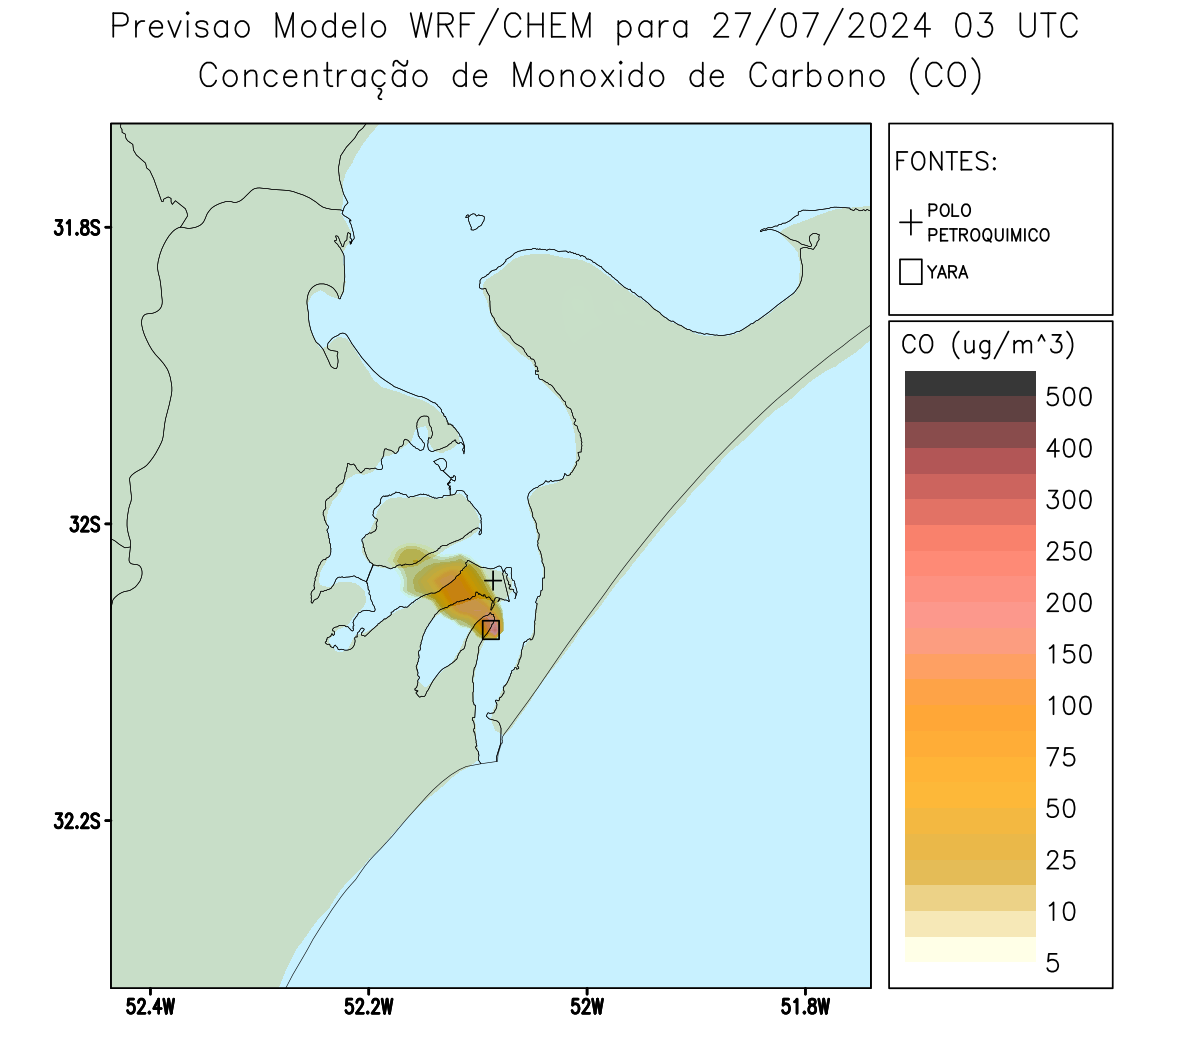 Previsao Modelo WRF/CHEM para 27/07/2024 03 UTC
Concentração de Monoxido de Carbono (CO)
FONTES:
POLO
PETROQUIMICO
YARA
31.8S
32S
32.2S
52.4W
52.2W
52W
51.8W
CO (ug/m^3)
500
400
300
250
200
150
100
75
50
25
10
5